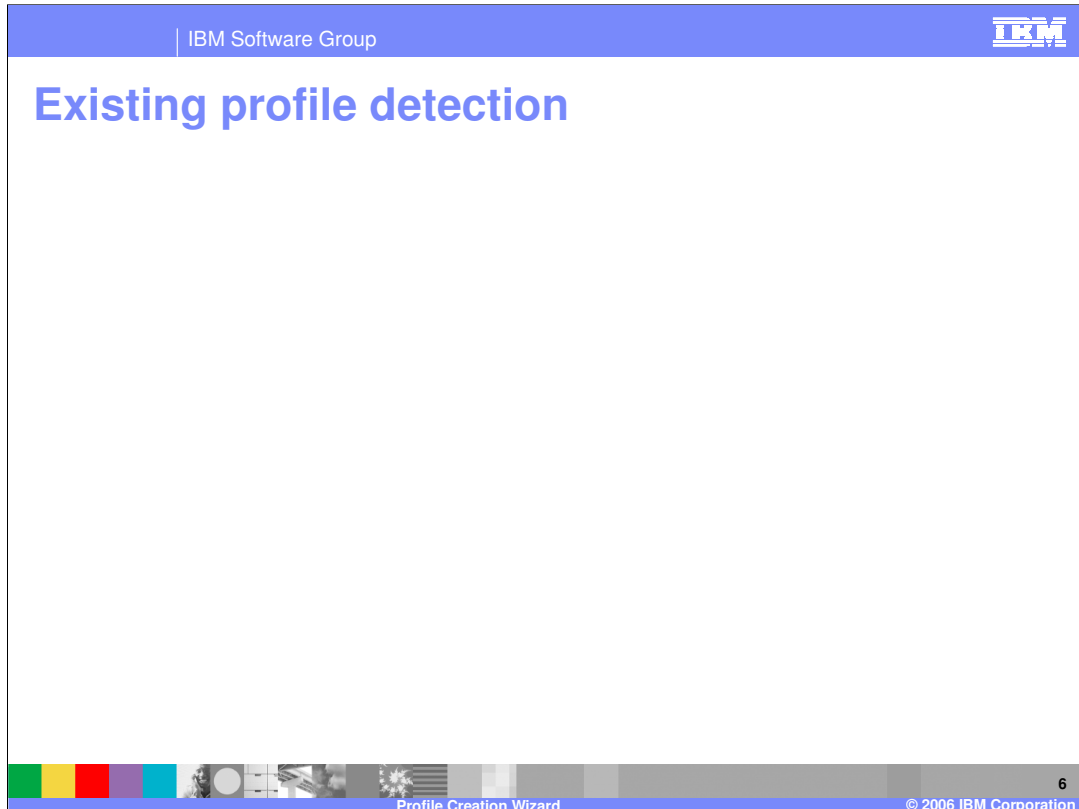 IBM Software Group
IBM
Existing profile detection
6
Profile Creation Wizard
© 2006 IBM Corporation